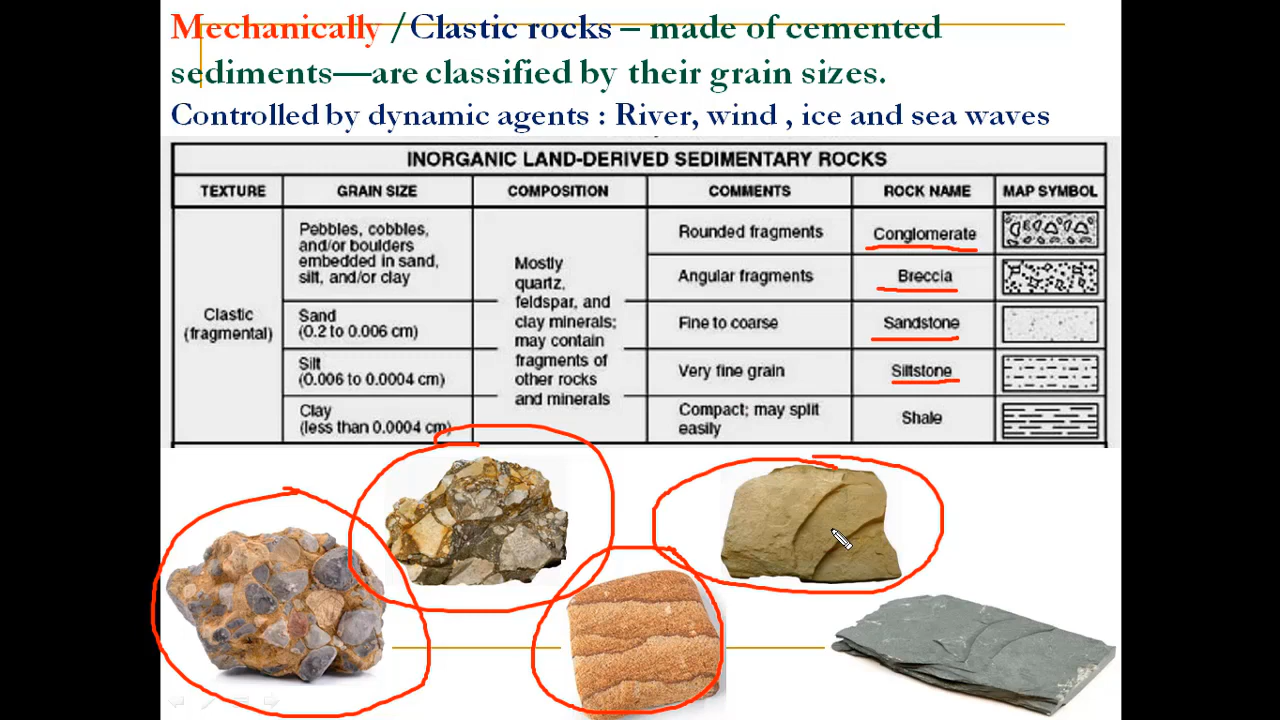 Mechanically /Clastic rocks – made of cemented
sediments—are classified by their grain sizes.
Controlled by dynamic agents : River, wind , ice and sea waves
INORGANIC LAND-DERIVED SEDIMENTARY ROCKS
TEXTURE GRAIN SIZE COMPOSITION COMMENTS ROCK NAME MAP SYMBOL
Clastic
(fragmental)
Pebbles, cobbles,
and/or boulders
embedded in sand,
silt, and/or clay
Sand
(0.2 to 0.006 cm)
Silt
(0.006 to 0.0004 cm)
Clay
(less than 0.0004 cm)
Mostly
quartz,
feldspar, and
clay minerals;
may contain
fragments of
other rocks
and minerals
Rounded fragments
Angular fragments
Fine to coarse
Very fine grain
Compact; may split
easily
Conglomerate
Breccia
Sandstone
Siltstone
Shale